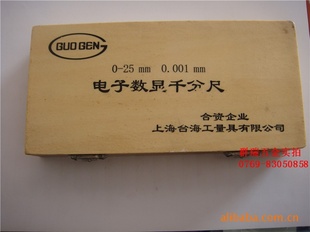 GUO GEN
0-25 mm 0.001 mm
电子数显千分尺
合资企业
上海台海工量具有限公司
0769-83050858